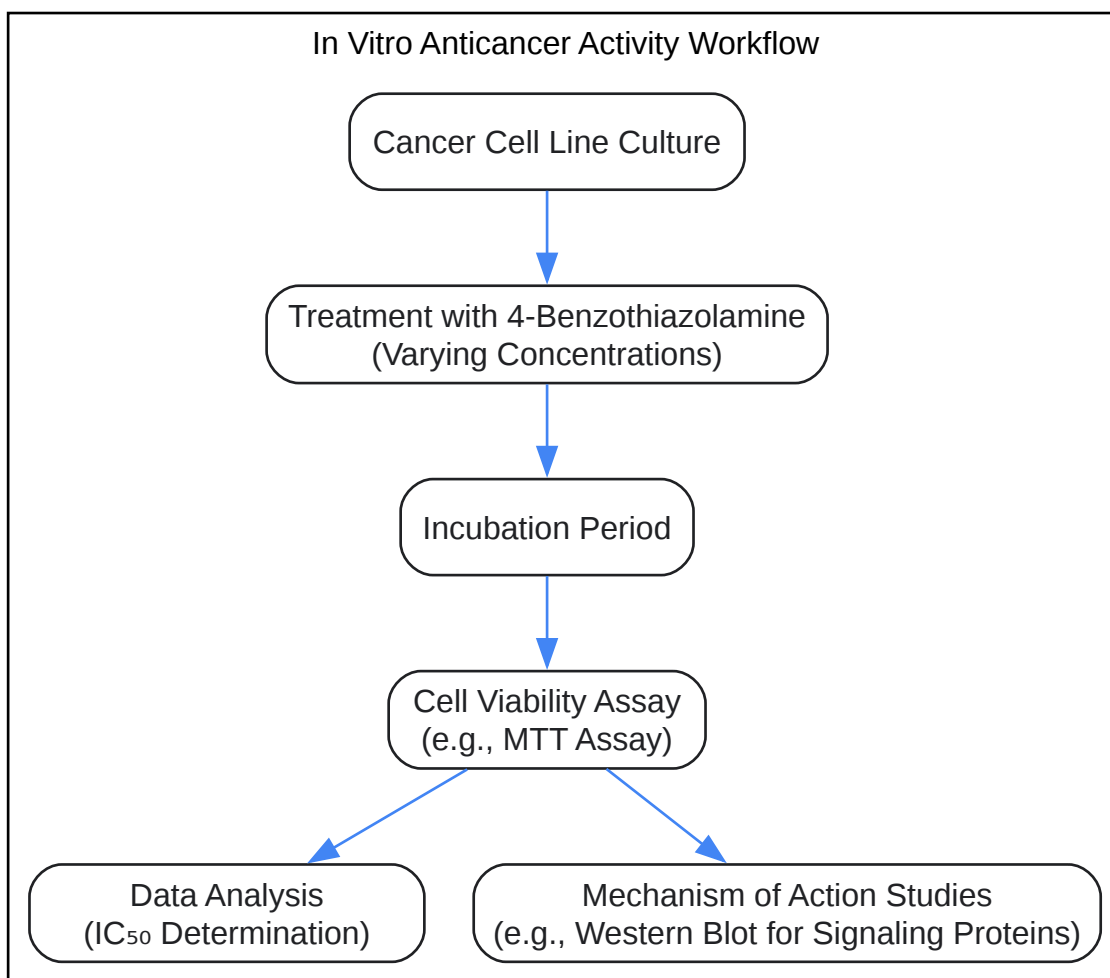 In Vitro Anticancer Activity Workflow
Cancer Cell Line Culture
Treatment with 4-Benzothiazolamine
(Varying Concentrations)
Incubation Period
Cell Viability Assay
(e.g., MTT Assay)
Data Analysis
(IC₅₀ Determination)
Mechanism of Action Studies
(e.g., Western Blot for Signaling Proteins)